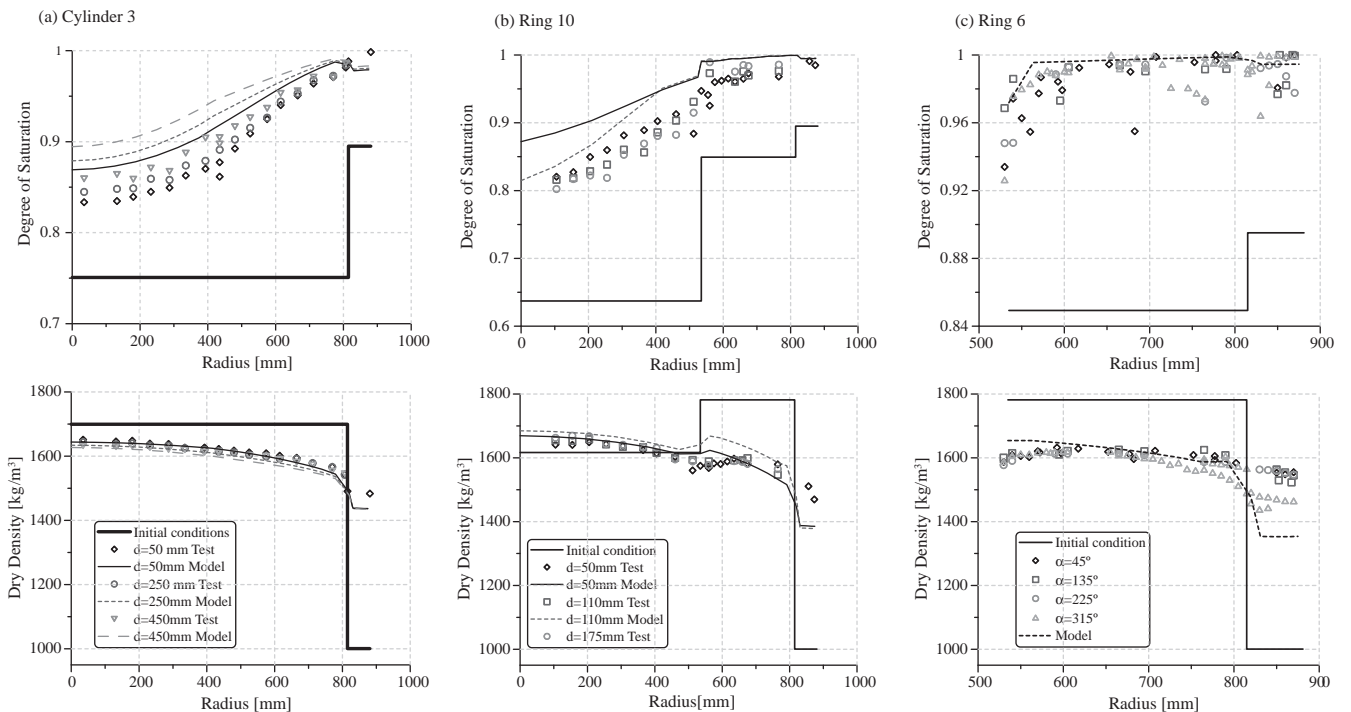 (a) Cylinder 3
(b) Ring 10
(c) Ring 6
1
0.9
0.8
0.7
Degree of Saturation
0 200 400 600 800 1000
Radius [mm]
1
0.9
0.8
0.7
0.6
Degree of Saturation
0 200 400 600 800 1000
Radius [mm]
1
0.96
0.92
0.88
0.84
Degree of Saturation
500 600 700 800 900
Radius [mm]
1800
1600
1400
1200
1000
Dry Density [kg/m³]
Initial conditions
d=50 mm Test
d=50mm Model
d=250 mm Test
d=250mm Model
d=450mm Test
d=450mm Model
0 200 400 600 800 1000
Radius [mm]
1800
1600
1400
1200
1000
Dry Density [kg/m³]
Initial condition
d=50mm Test
d=50mm Model
d=110mm Test
d=110mm Model
d=175mm Test
0 200 400 600 800 1000
Radius[mm]
1800
1600
1400
1200
1000
Dry Density [kg/m³]
Initial condition
α=45º
α=135º
α=225º
α=315º
Model
500 600 700 800 900
Radius [mm]